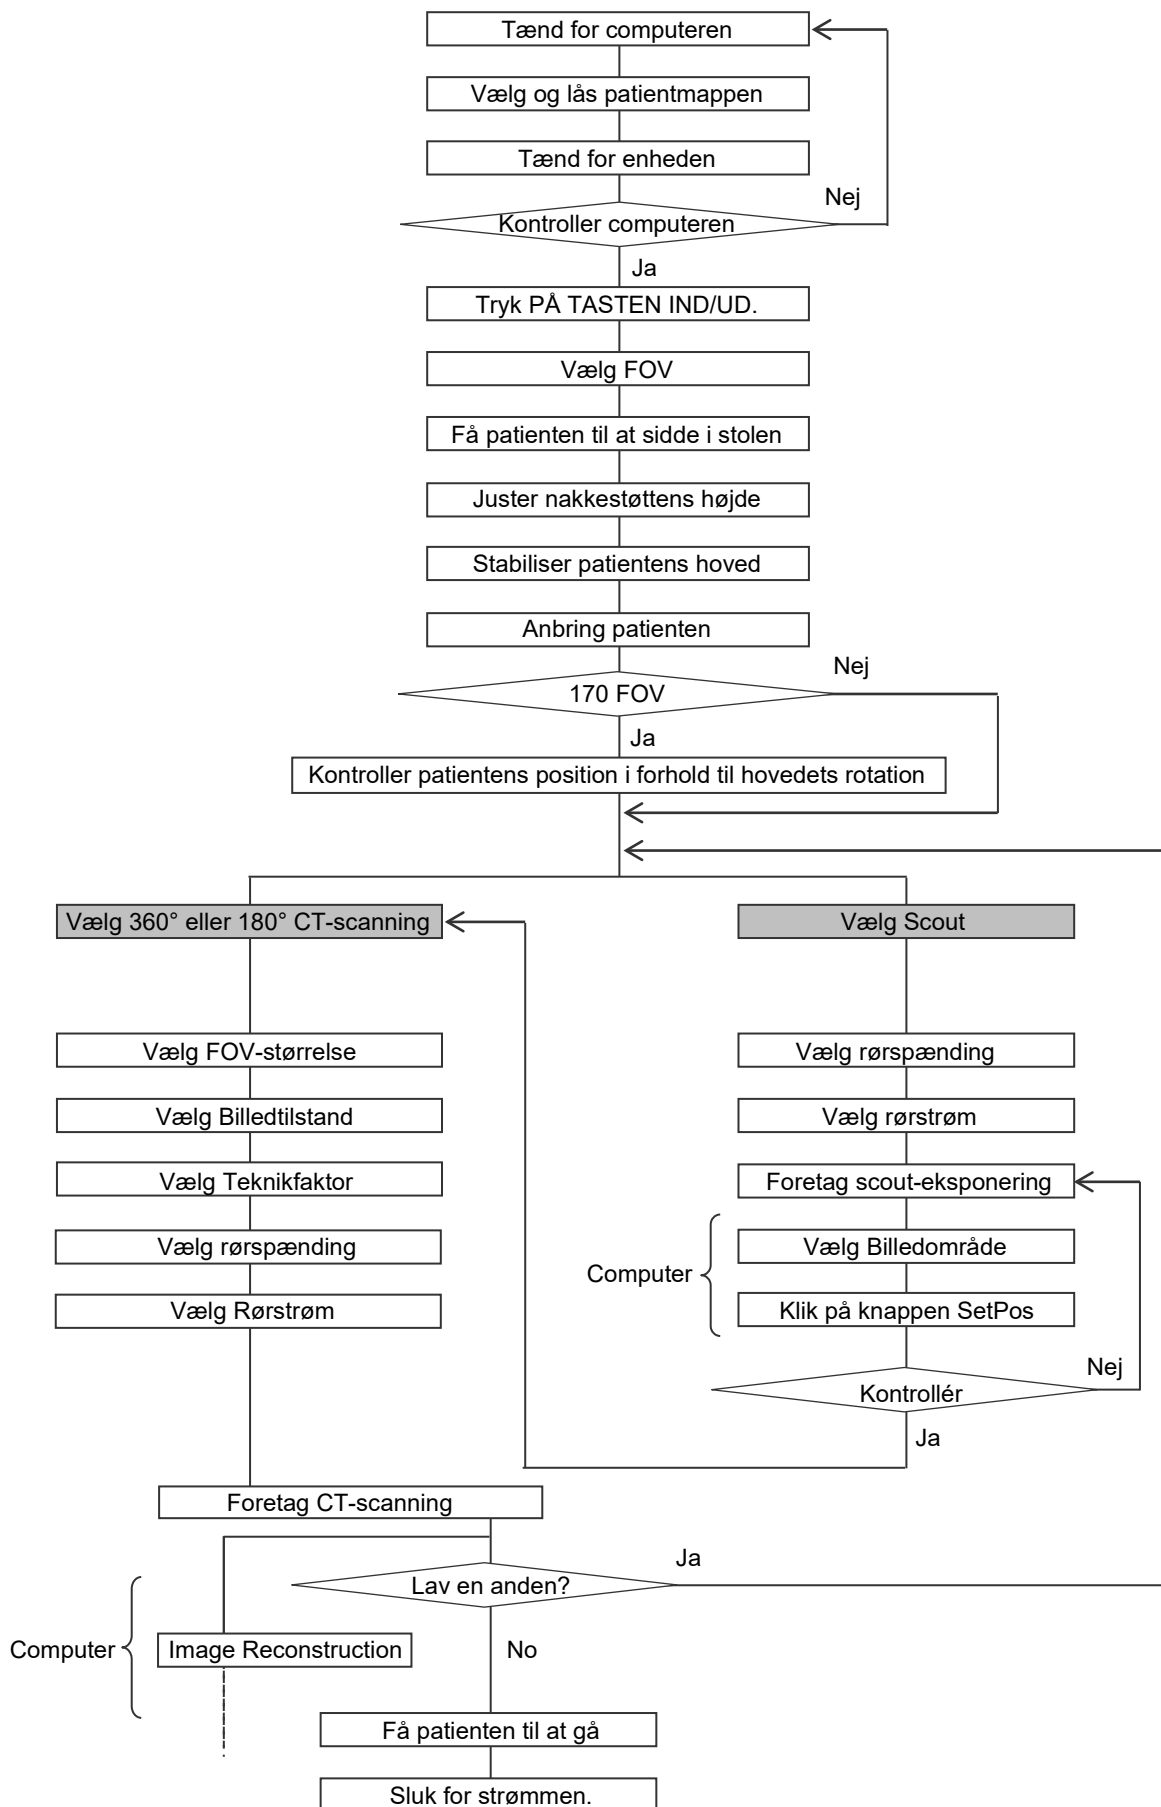 Tænd for computeren
Vælg og lås patientmappen
Tænd for enheden
Nej
Kontroller computeren
Ja
Tryk PÅ TASTEN IND/UD.
Vælg FOV
Få patienten til at sidde i stolen
Juster nakkestøttens højde
Stabiliser patientens hoved
Anbring patienten
Nej
170 FOV
Ja
Kontroller patientens position i forhold til hovedets rotation
Vælg 360° eller 180° CT-scanning
Vælg FOV-størrelse
Vælg Billedtilstand
Vælg Teknikfaktor
Vælg rørspænding
Vælg Rørstrøm
Vælg Scout
Vælg rørspænding
Vælg rørstrøm
Foretag scout-eksponering
Vælg Billedområde
Computer
Klik på knappen SetPos
Nej
Kontrollér
Ja
Foretag CT-scanning
Ja
Lav en anden?
Computer
Image Reconstruction
No
Få patienten til at gå
Sluk for strømmen.